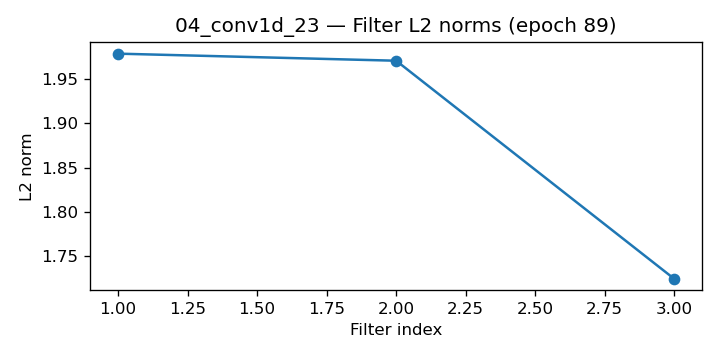 04_conv1d_23 — Filter L2 norms (epoch 89)
L2 norm
1.95
1.90
1.85
1.80
1.75
1.00 1.25 1.50 1.75 2.00 2.25 2.50 2.75 3.00
Filter index